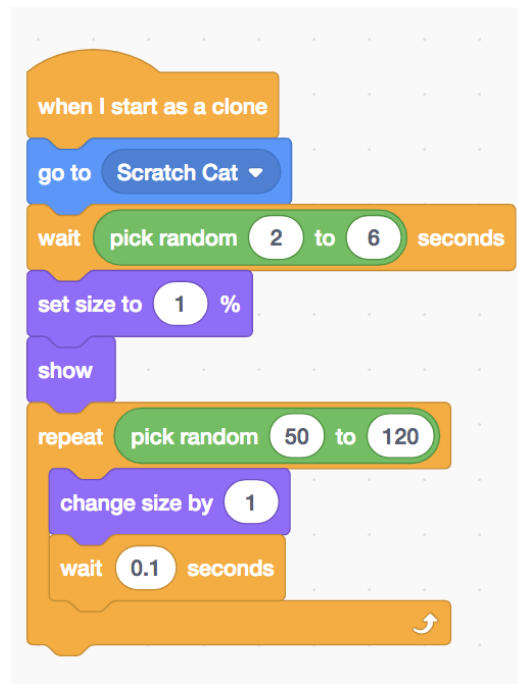 when I start as a clone
go to Scratch Cat
wait pick random 2 to 6 seconds
set size to 1 %
show
repeat pick random 50 to 120
change size by 1
wait 0.1 seconds